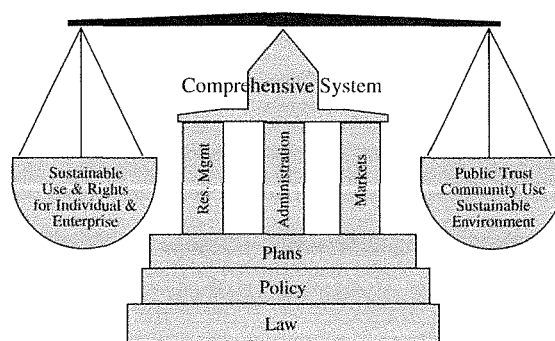 Comprehensive System
Sustainable
Use & Rights
for Individual &
Enterprise
Res. Mgmt
Administration
Markets
Public Trust
Community Use
Sustainable
Environment
Plans
Policy
Law